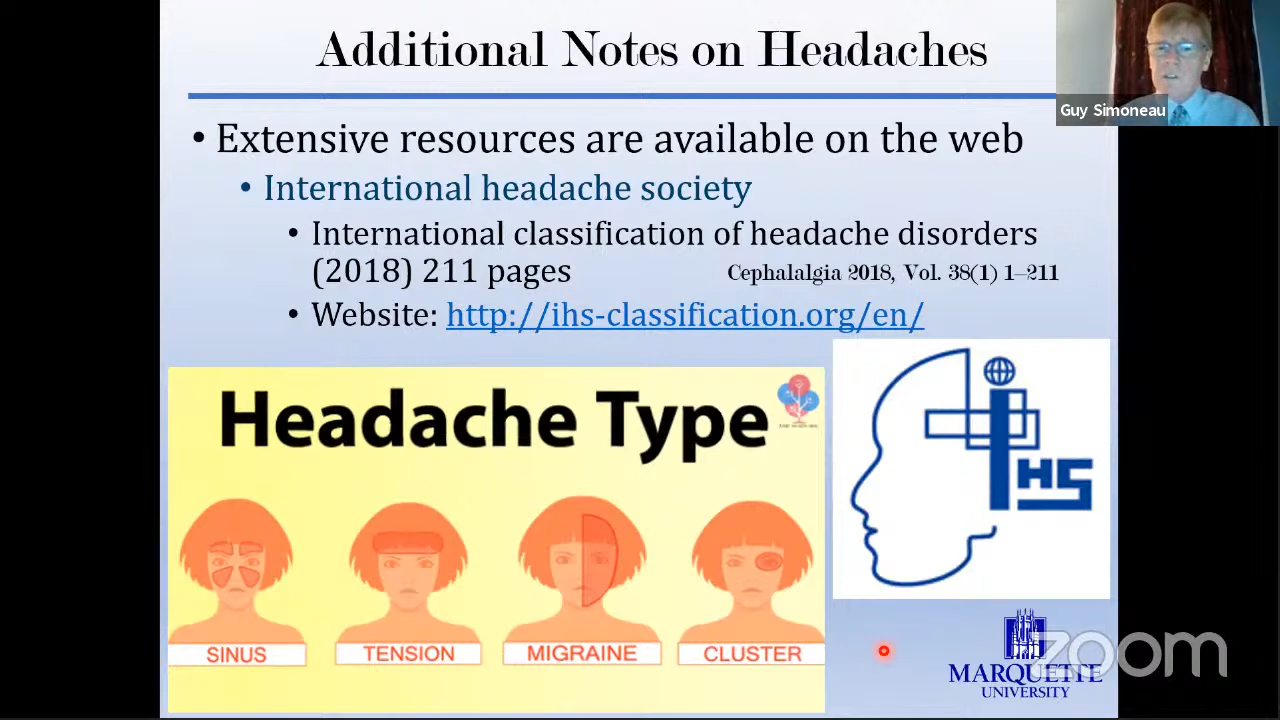 Additional Notes on Headaches
Guy Simoneau
• Extensive resources are available on the web
• International headache society
• International classification of headache disorders
(2018) 211 pages
Cephalalgia 2018, Vol. 38(1) 1–211
• Website: http://ihs-classification.org/en/
Headache Type
SINUS
TENSION
MIGRAINE
CLUSTER
IHS
MARQUETTE
UNIVERSITY
zoom